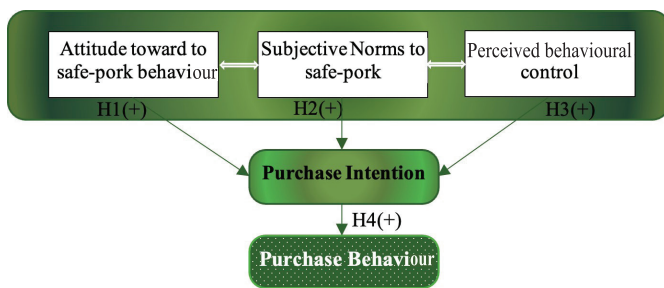 Attitude toward to
safe-pork behaviour
Subjective Norms to
safe-pork
Perceived behavioural
control
H1(+)
H2(+)
H3(+)
Purchase Intention
H4(+)
Purchase Behaviour